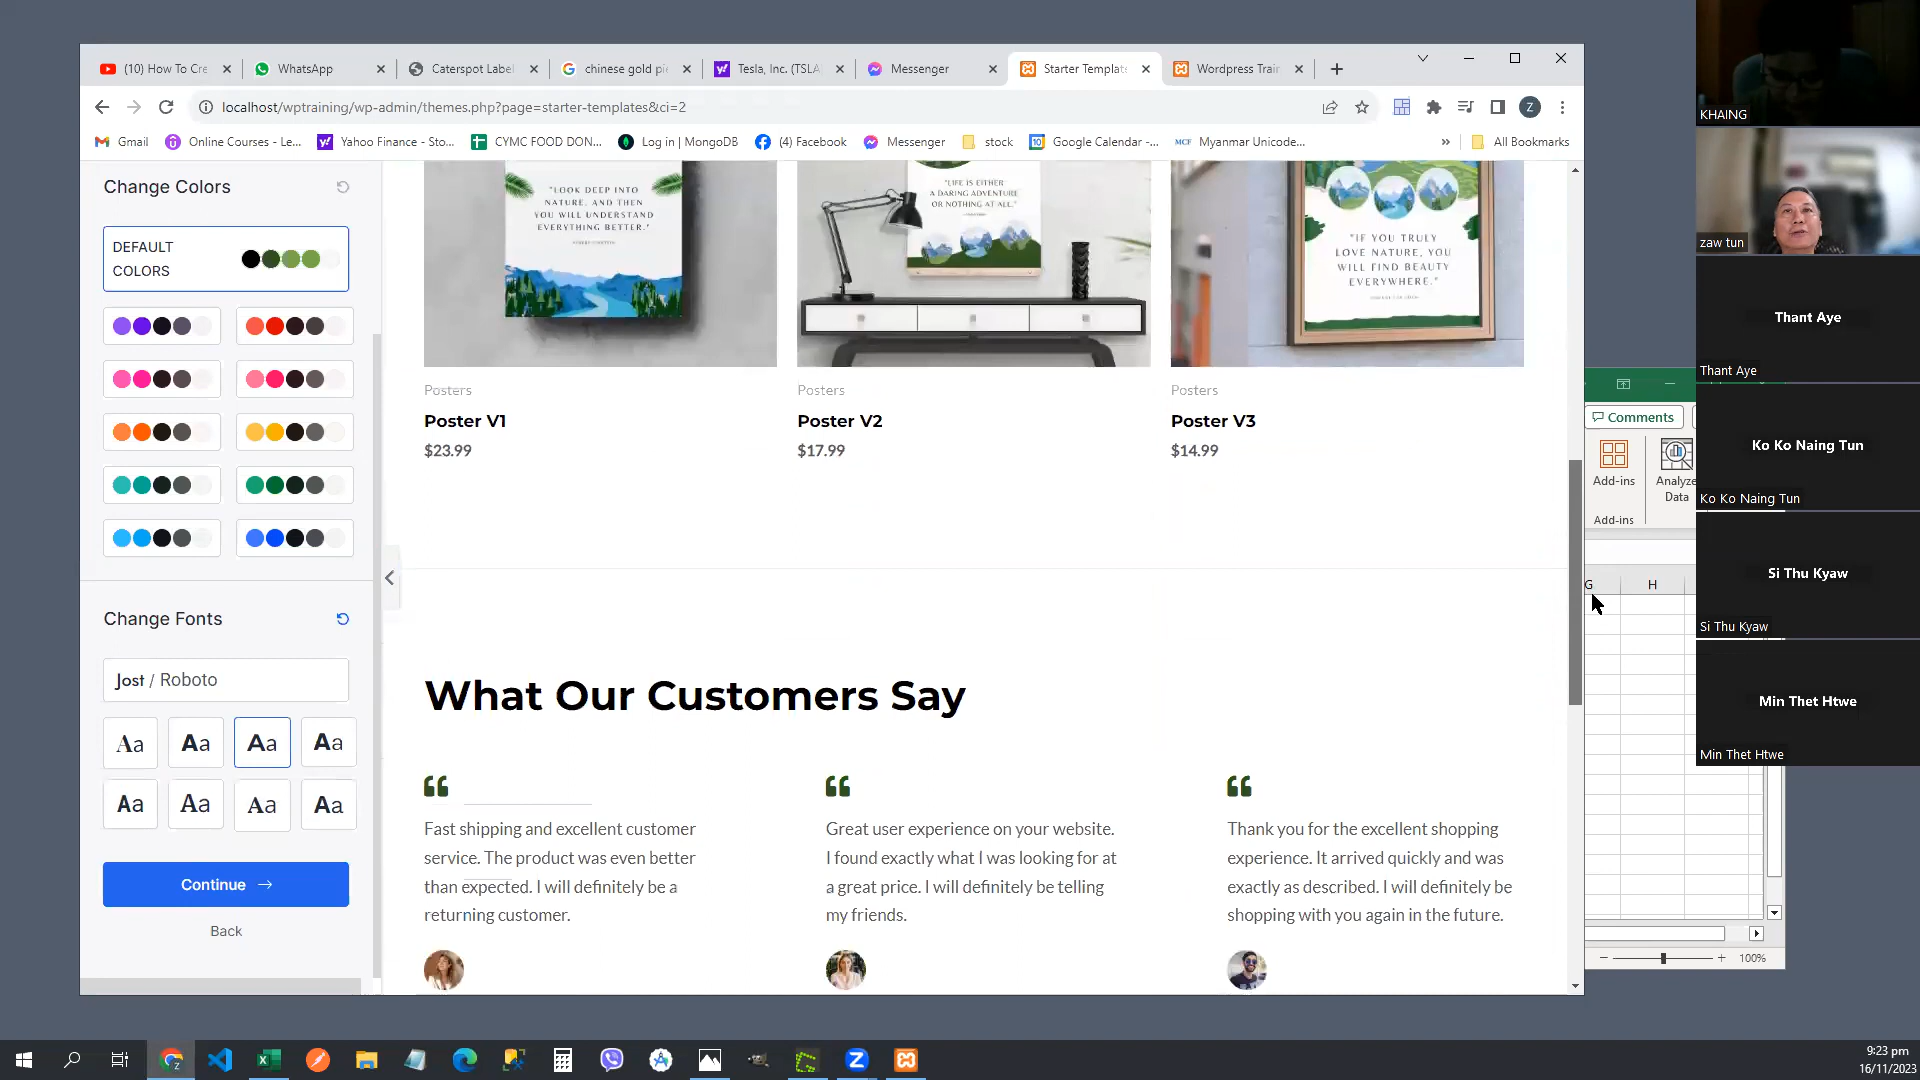 (10) How To Cre
WhatsApp
Caterspot Label
chinese gold pi
Tesla, Inc. (TSLA
Messenger
Starter Template
Wordpress Train
localhost/wptraining/wp-admin/themes.php?page=starter-templates&ci=2
Z
Gmail
Online Courses - Le...
Yahoo Finance - Sto...
CYMC FOOD DON...
Log in | MongoDB
(4) Facebook
Messenger
stock
Google Calendar -...
MCF
Myanmar Unicode...
»
All Bookmarks
Change Colors
DEFAULT
COLORS
Change Fonts
Jost / Roboto
Aa Aa Aa Aa
Aa Aa Aa Aa
Continue →
Back
"LOOK DEEP INTO
NATURE, AND THEN
YOU WILL UNDERSTAND
EVERYTHING BETTER."
"LIFE IS EITHER
A DARING ADVENTURE
OR NOTHING AT ALL."
"IF YOU TRULY
LOVE NATURE, YOU
WILL FIND BEAUTY
EVERYWHERE."
Posters
Poster V1
$23.99
Posters
Poster V2
$17.99
Posters
Poster V3
$14.99
What Our Customers Say
Fast shipping and excellent customer
service. The product was even better
than expected. I will definitely be a
returning customer.
Great user experience on your website.
I found exactly what I was looking for at
a great price. I will definitely be telling
my friends.
Thank you for the excellent shopping
experience. It arrived quickly and was
exactly as described. I will definitely be
shopping with you again in the future.
Comments
Add-ins
Analyze
Data
Add-ins
G
H
100%
KHAING
zaw tun
Thant Aye
Thant Aye
Ko Ko Naing Tun
Ko Ko Naing Tun
Si Thu Kyaw
Si Thu Kyaw
Min Thet Htwe
Min Thet Htwe
9:23 pm
16/11/2023